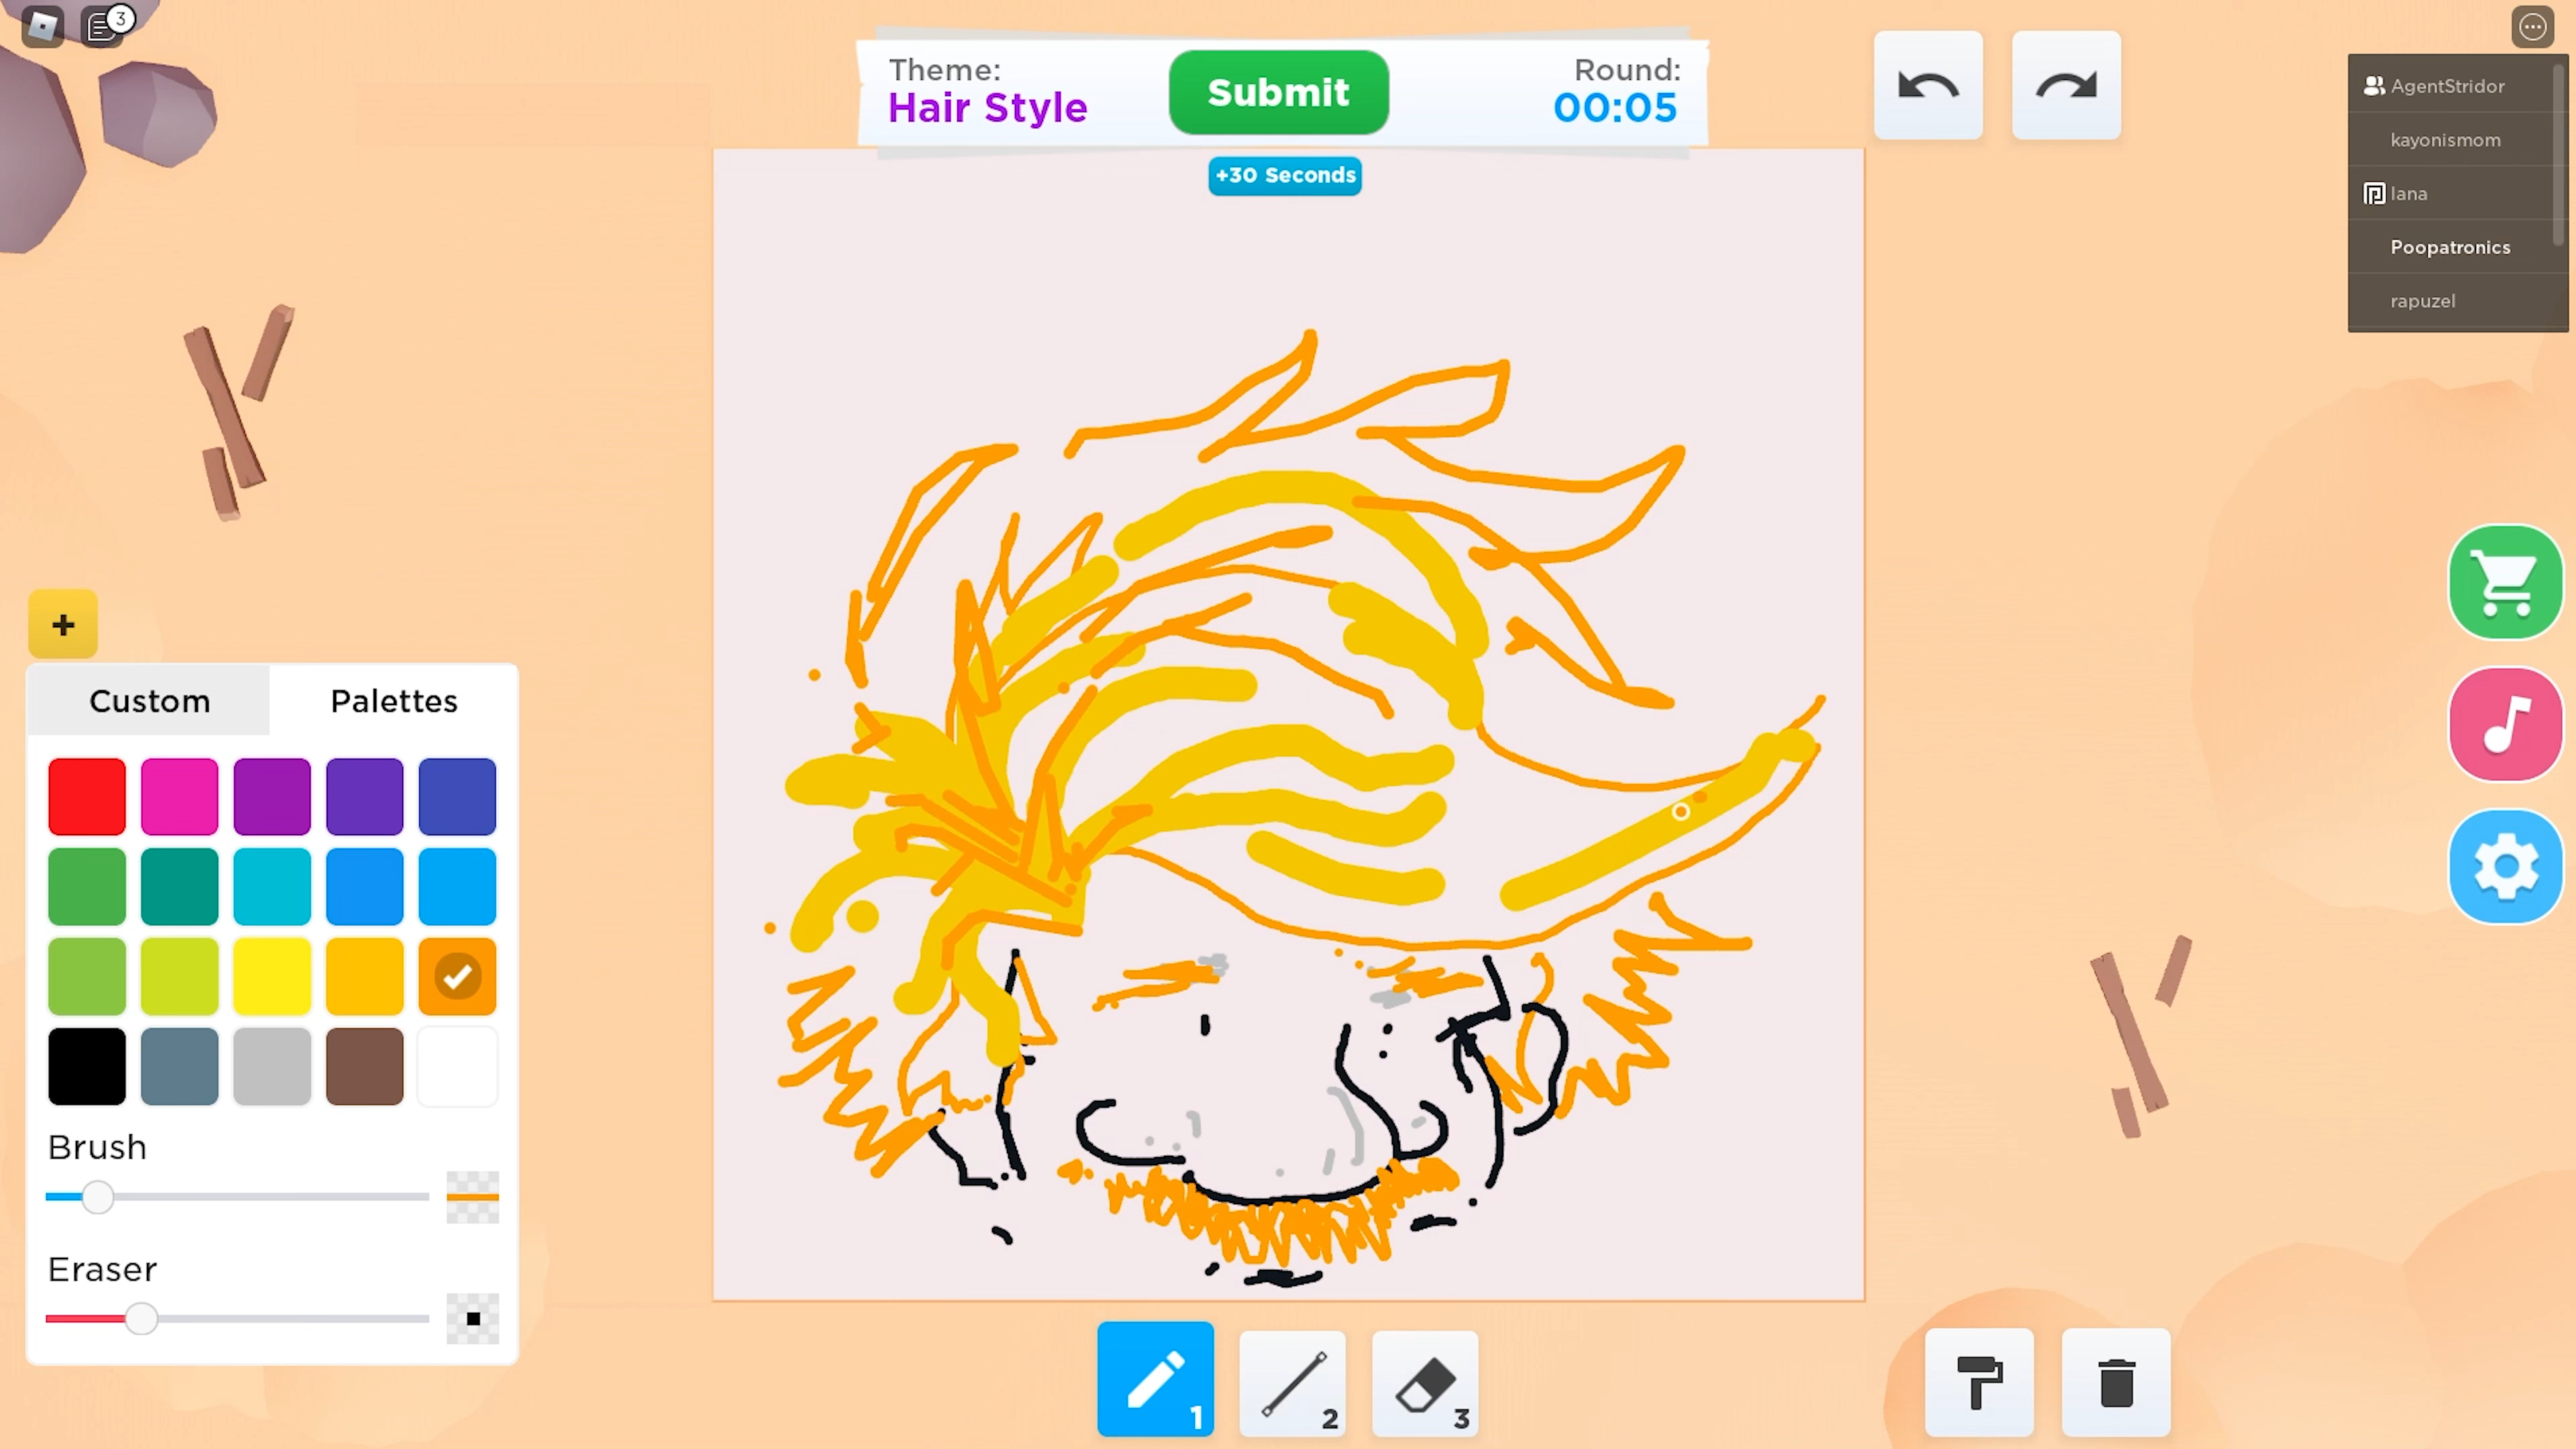 3
Theme:
Hair Style
Submit
Round:
00:05
+30 Seconds
AgentStridor
kayonismom
lana
Poopatronics
rapuzel
+
Custom
Palettes
Brush
Eraser
1
2
3